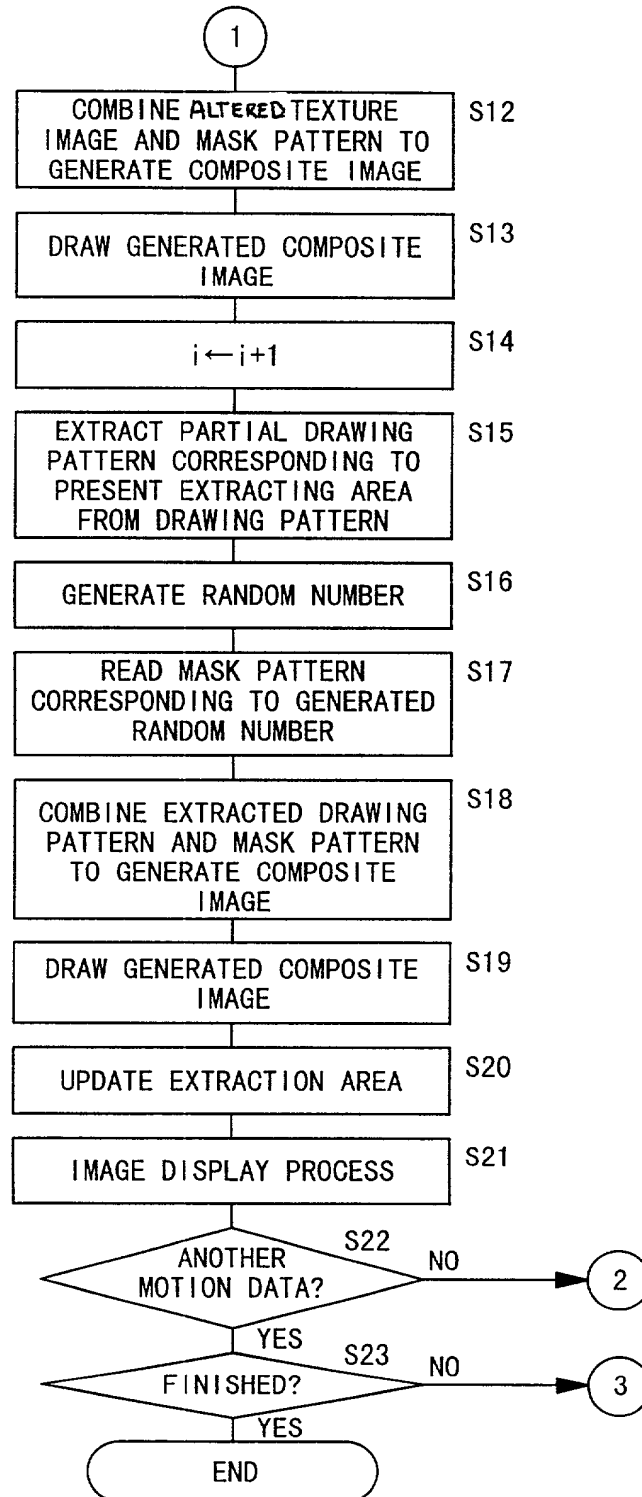 1
COMBINE ALTERED TEXTURE
IMAGE AND MASK PATTERN TO
GENERATE COMPOSITE IMAGE
S12
DRAW GENERATED COMPOSITE
IMAGE
S13
i←i+1
S14
EXTRACT PARTIAL DRAWING
PATTERN CORRESPONDING TO
PRESENT EXTRACTING AREA
FROM DRAWING PATTERN
S15
GENERATE RANDOM NUMBER
S16
READ MASK PATTERN
CORRESPONDING TO GENERATED
RANDOM NUMBER
S17
COMBINE EXTRACTED DRAWING
PATTERN AND MASK PATTERN
TO GENERATE COMPOSITE
IMAGE
S18
DRAW GENERATED COMPOSITE
IMAGE
S19
UPDATE EXTRACTION AREA
S20
IMAGE DISPLAY PROCESS
S21
ANOTHER
MOTION DATA?
S22
NO
2
YES
FINISHED?
S23
NO
3
YES
END